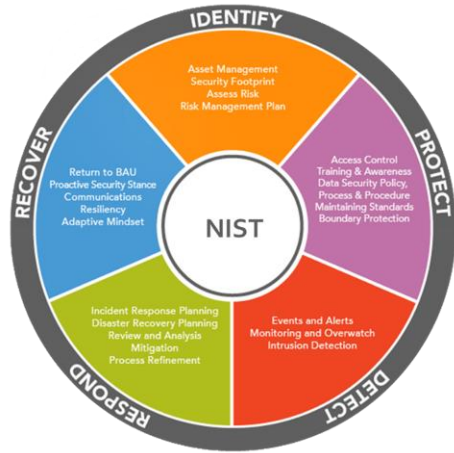 IDENTIFY
Asset Management
Security Footprint
Assess Risk
Risk Management Plan
PROTECT
Access Control
Training & Awareness
Data Security Policy,
Process & Procedure
Maintaining Standards
Boundary Protection
DETECT
Events and Alerts
Monitoring and Overwatch
Intrusion Detection
RESPOND
Incident Response Planning
Disaster Recovery Planning
Review and Analysis
Mitigation
Process Refinement
RECOVER
Return to BAU
Proactive Security Stance
Communications
Resiliency
Adaptive Mindset
NIST